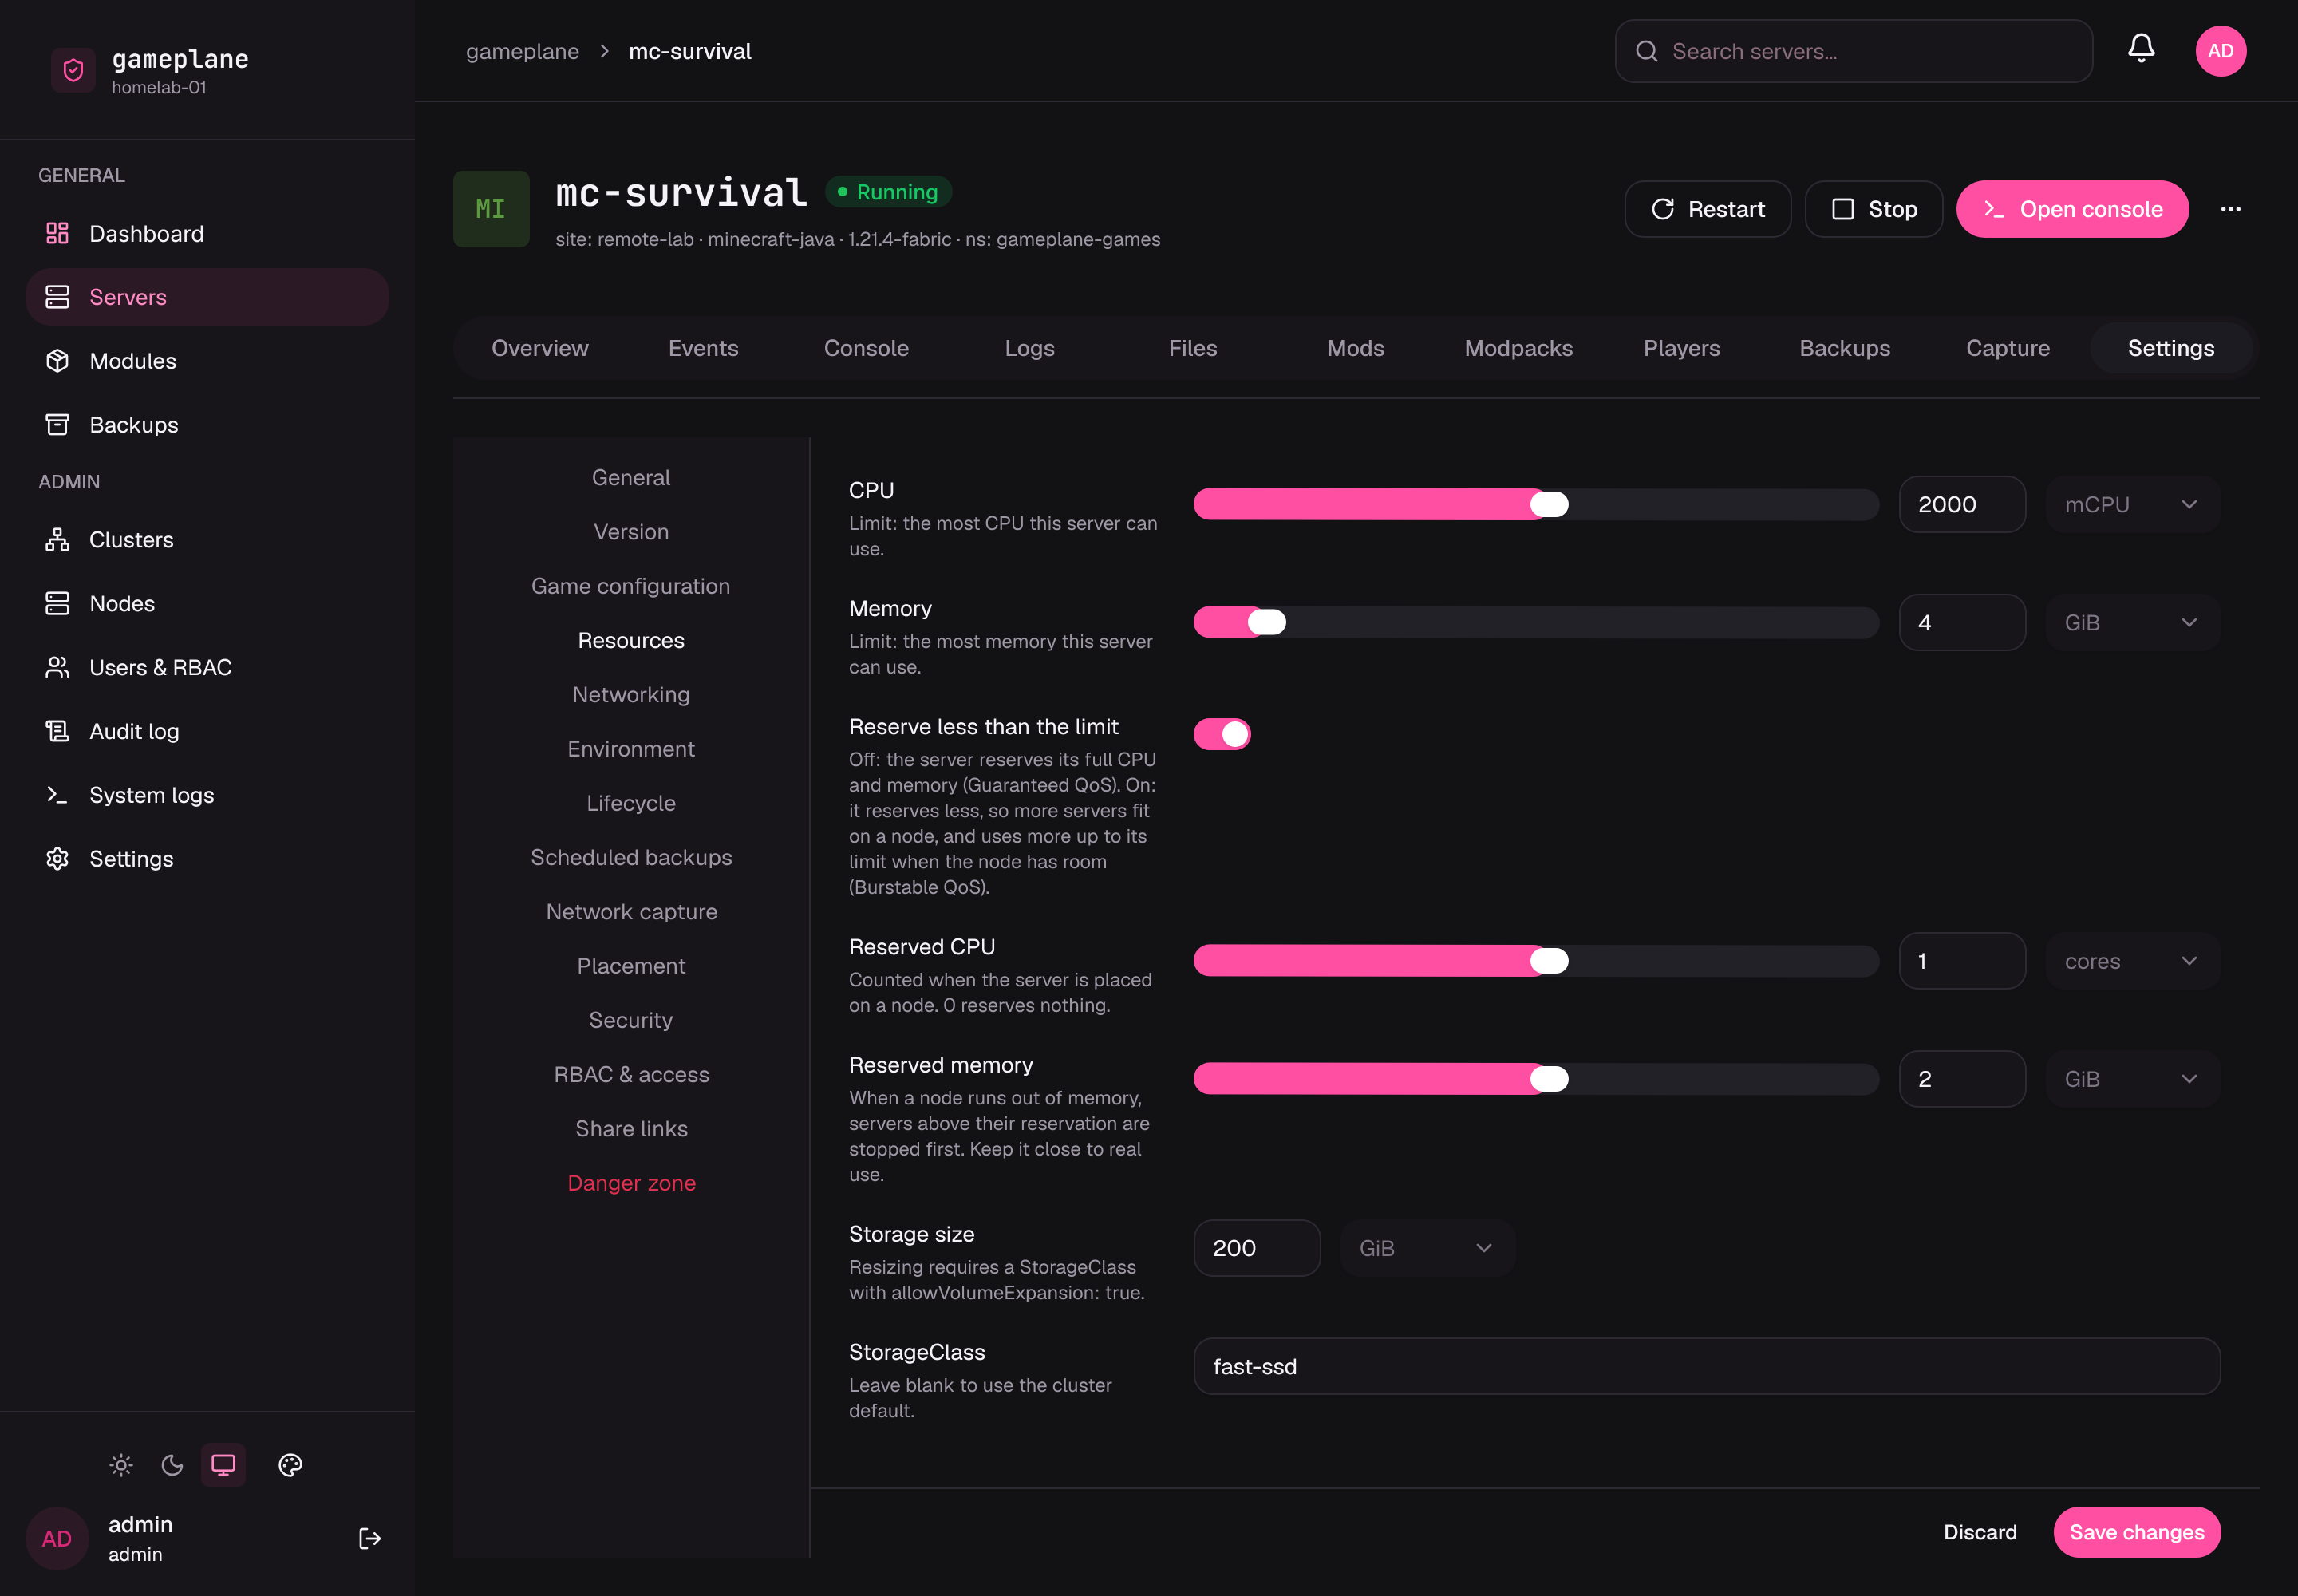 gameplane
homelab-01
GENERAL
Dashboard
Servers
Modules
Backups
ADMIN
Clusters
Nodes
Users & RBAC
Audit log
System logs
Settings
AD
admin
admin
gameplane
mc-survival
Search servers...
AD
MI
mc-survival
Running
site: remote-lab · minecraft-java · 1.21.4-fabric · ns: gameplane-games
Restart
Stop
Open console
Overview
Events
Console
Logs
Files
Mods
Modpacks
Players
Backups
Capture
Settings
General
Version
Game configuration
Resources
Networking
Environment
Lifecycle
Scheduled backups
Network capture
Placement
Security
RBAC & access
Share links
Danger zone
CPU
Limit: the most CPU this server can
use.
2000
mCPU
Memory
Limit: the most memory this server
can use.
4
GiB
Reserve less than the limit
Off: the server reserves its full CPU
and memory (Guaranteed QoS). On:
it reserves less, so more servers fit
on a node, and uses more up to its
limit when the node has room
(Burstable QoS).
Reserved CPU
Counted when the server is placed
on a node. 0 reserves nothing.
1
cores
Reserved memory
When a node runs out of memory,
servers above their reservation are
stopped first. Keep it close to real
use.
2
GiB
Storage size
Resizing requires a StorageClass
with allowVolumeExpansion: true.
200
GiB
StorageClass
Leave blank to use the cluster
default.
fast-ssd
Discard
Save changes